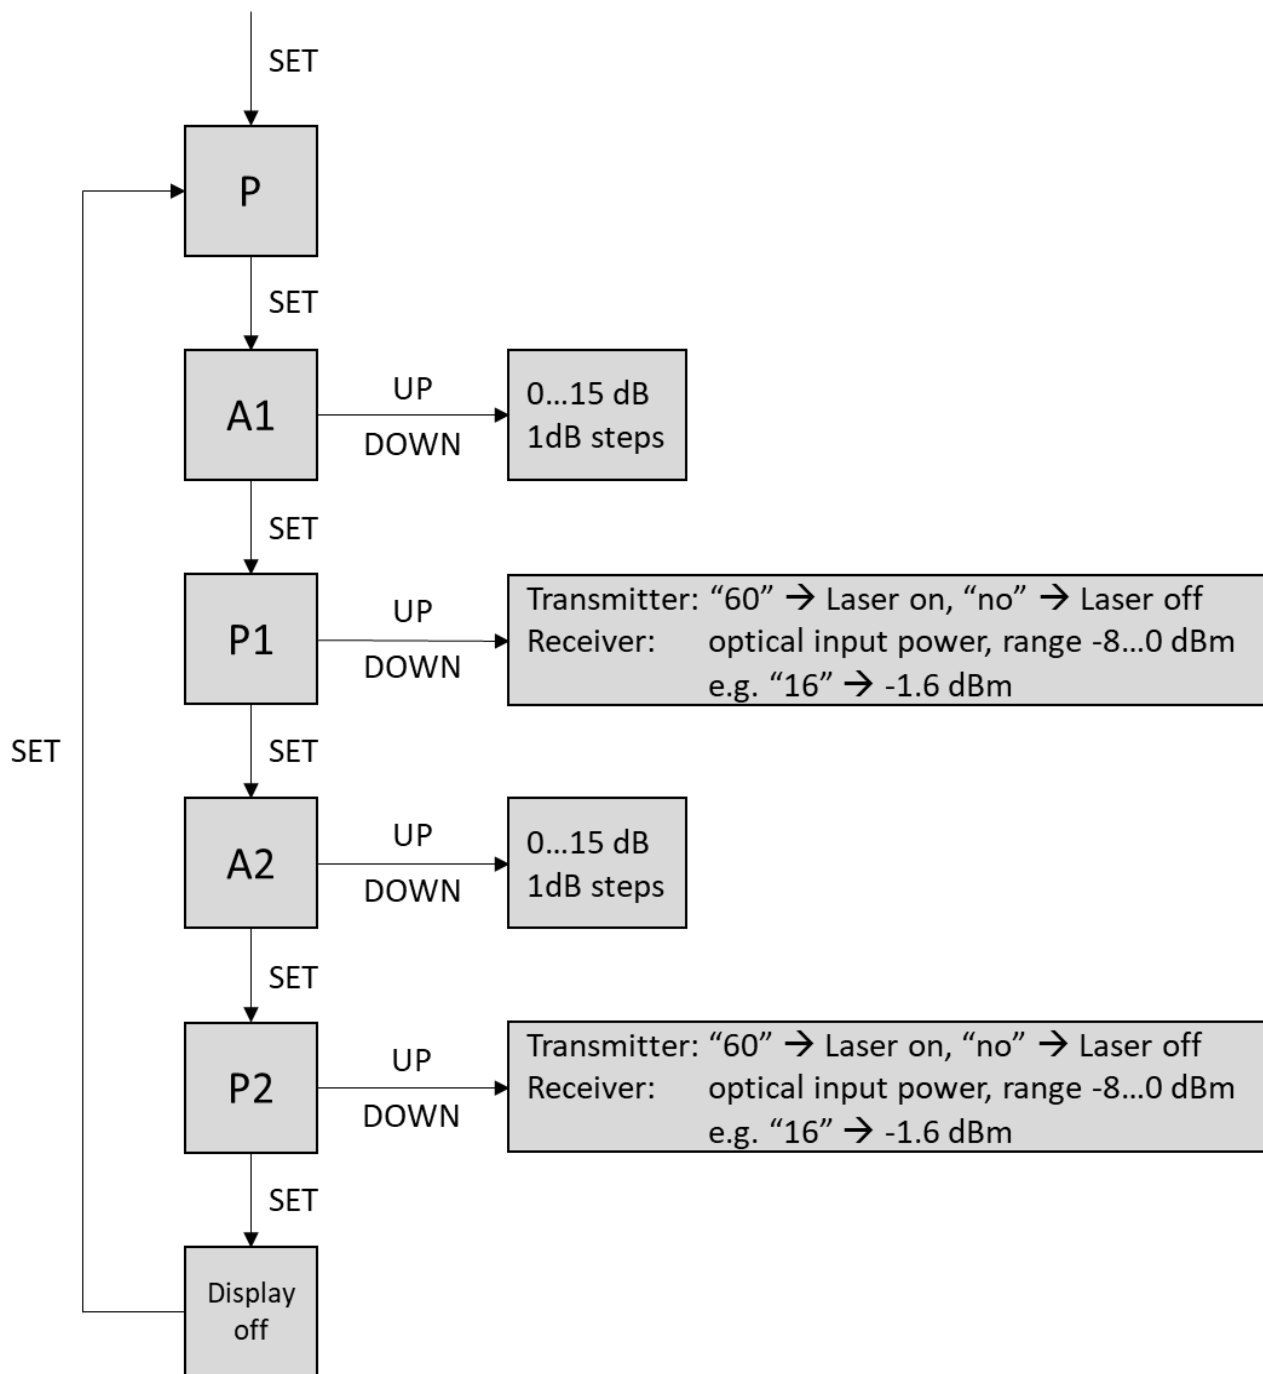 SET
P
SET
A1
UP
DOWN
0...15 dB
1dB steps
SET
P1
UP
DOWN
Transmitter: “60” → Laser on, “no” → Laser off
Receiver: optical input power, range -8...0 dBm
e.g. “16” → -1.6 dBm
SET
SET
A2
UP
DOWN
0...15 dB
1dB steps
SET
P2
UP
DOWN
Transmitter: “60” → Laser on, “no” → Laser off
Receiver: optical input power, range -8...0 dBm
e.g. “16” → -1.6 dBm
SET
Display
off